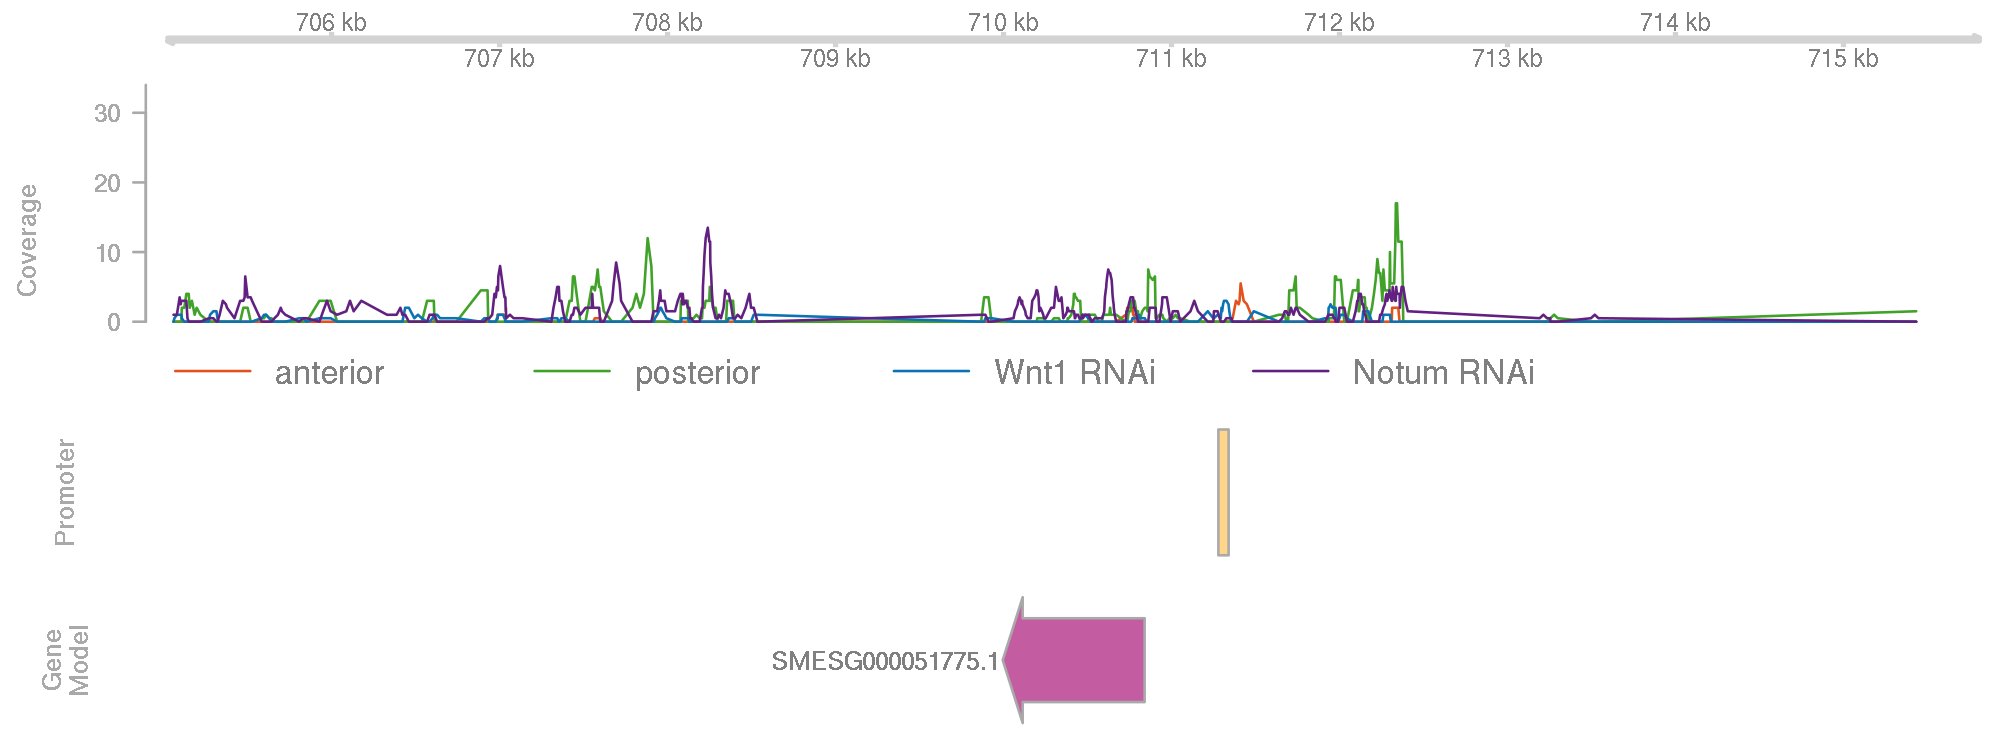 706 kb 708 kb 710 kb 712 kb 714 kb
707 kb 709 kb 711 kb 713 kb 715 kb
30
20
10
0
Coverage
anterior posterior Wnt1 RNAi Notum RNAi
Promoter
Gene
Model
SMESG000051775.1